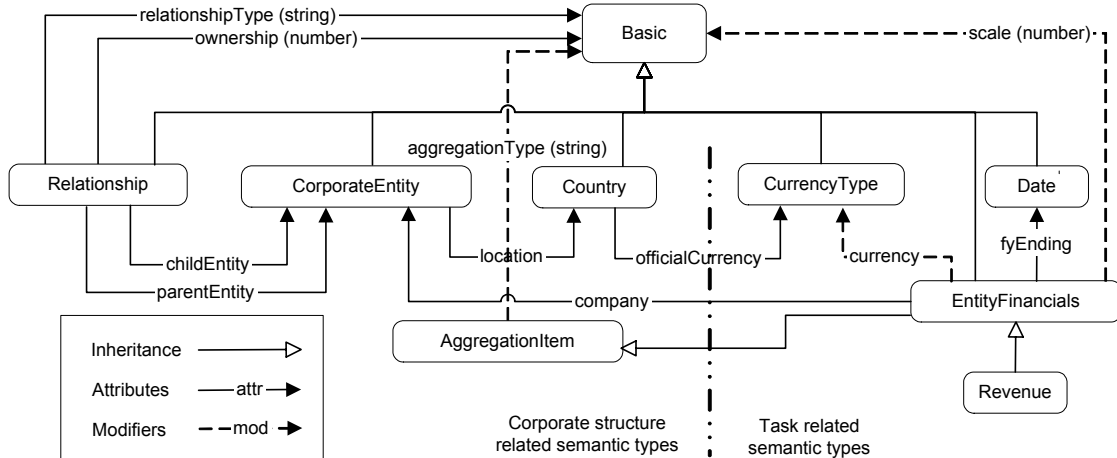 relationshipType (string)
ownership (number)
Basic
scale (number)
aggregationType (string)
Relationship
CorporateEntity
Country
CurrencyType
Date
childEntity
location
officialCurrency
currency
fyEnding
parentEntity
company
EntityFinancials
AggregationItem
Revenue
Inheritance
Attributes
attr
Modifiers
mod
Corporate structure
related semantic types
Task related
semantic types